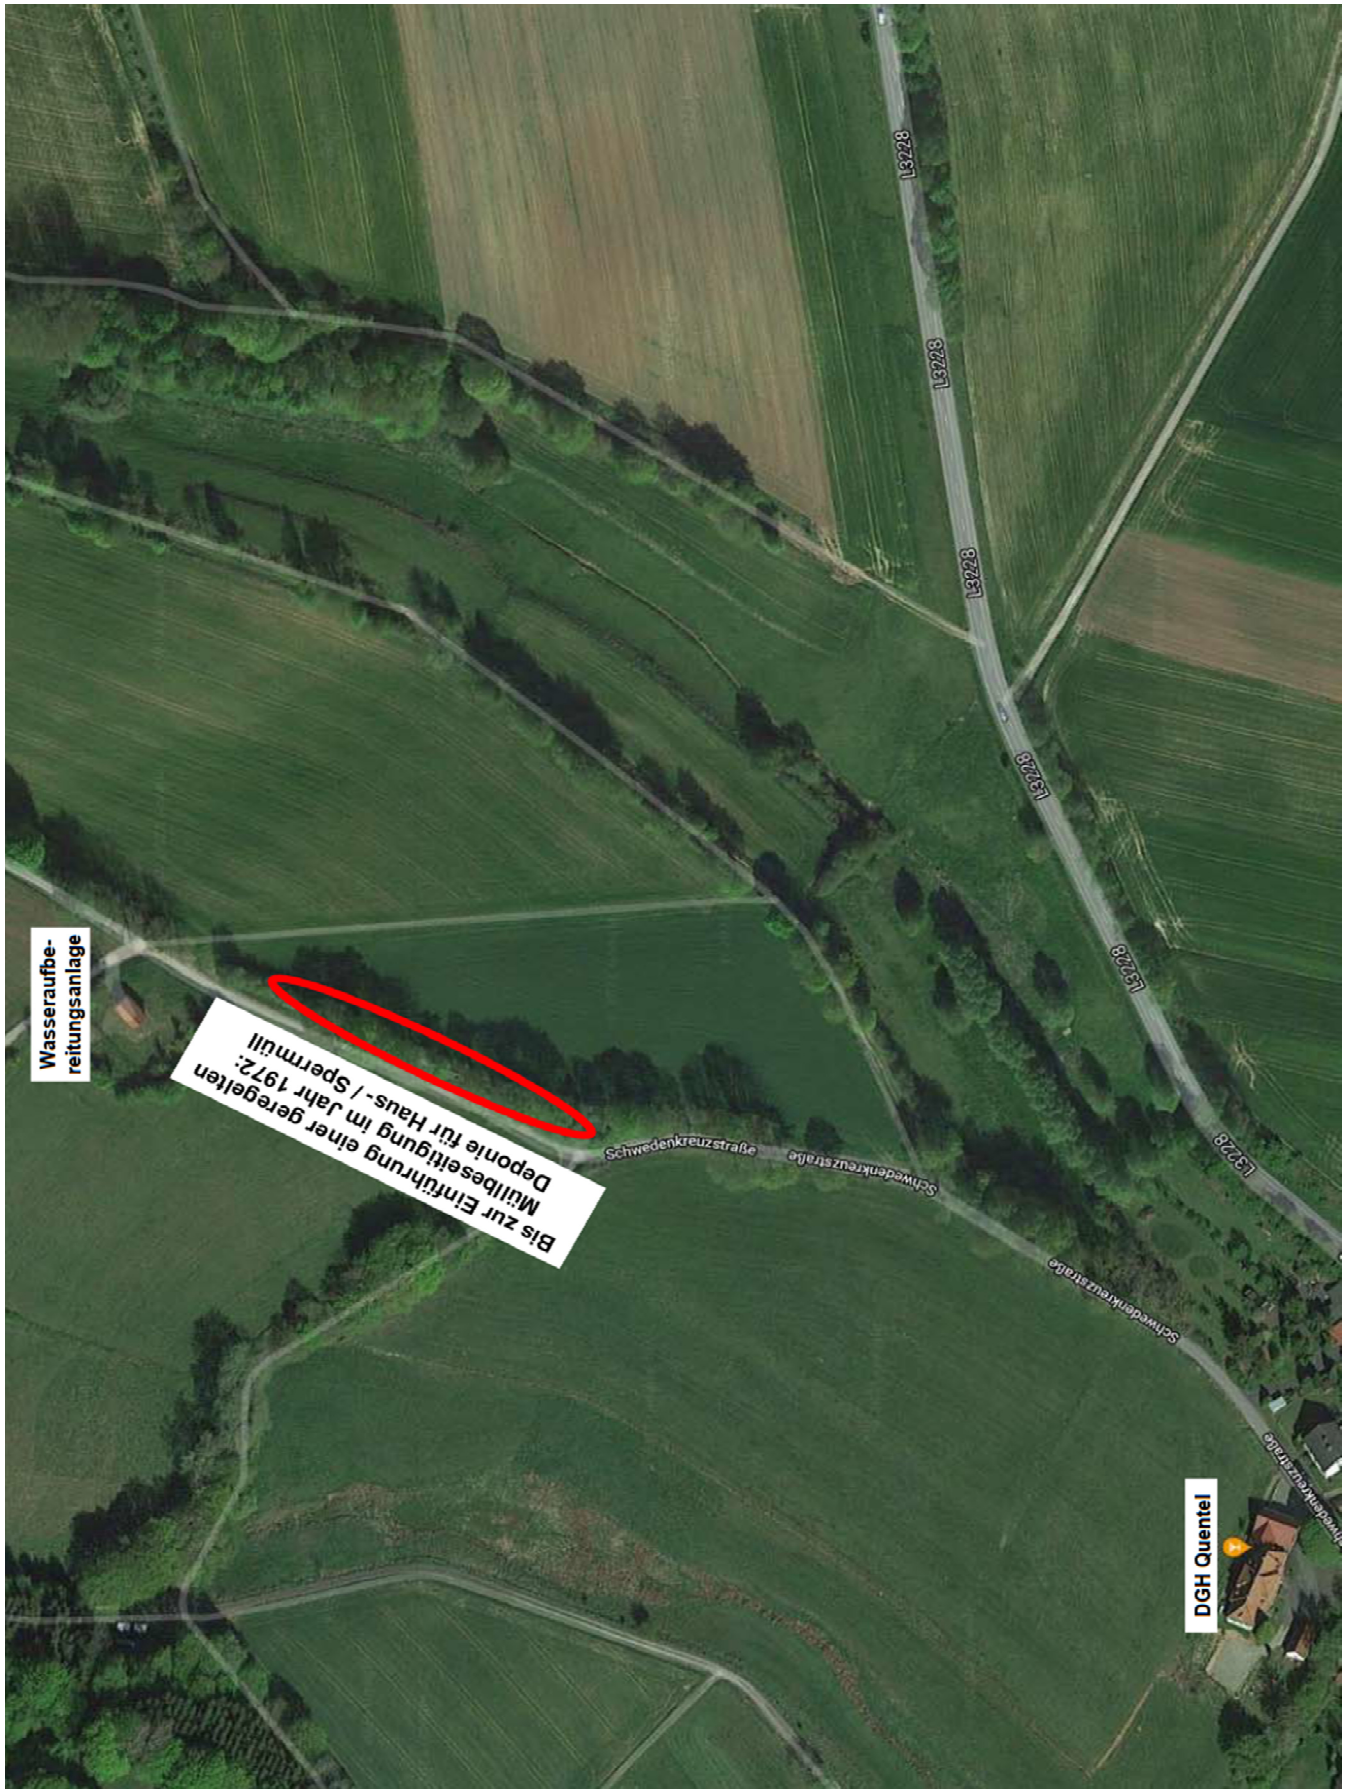 Wasseraufbe-
reitungsanlage
Bis zur Einführung einer geregelten
Müllbeseitigung im Jahr 1972:
Deponie für Haus- / Sperrmüll
L3228
L3228
L3228
L3228
L3228
L3228
Schwedenkreuzstraße
Schwedenkreuzstraße
Schwedenkreuzstraße
Schwedenkreuzstraße
DGH Quentel